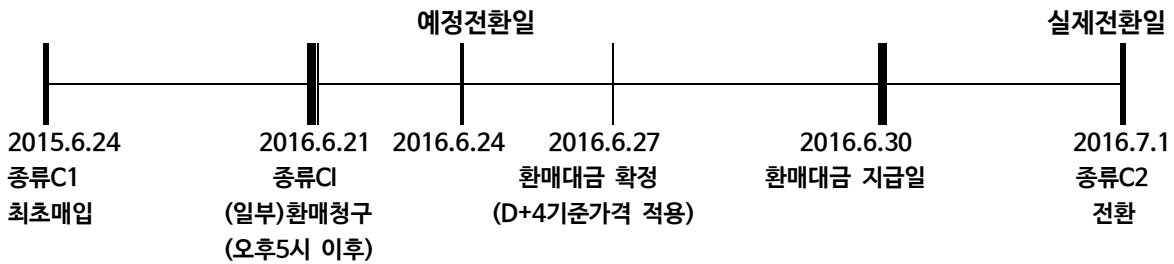 예정전환일 실제전환일
2015.6.24 2016.6.21 2016.6.24 2016.6.27 2016.6.30 2016.7.1
종류C1 종류CI 환매대금 확정 환매대금 지급일 종류C2
최초매입 (일부)환매청구 (D+4기준가격 적용) 전환
(오후5시 이후)